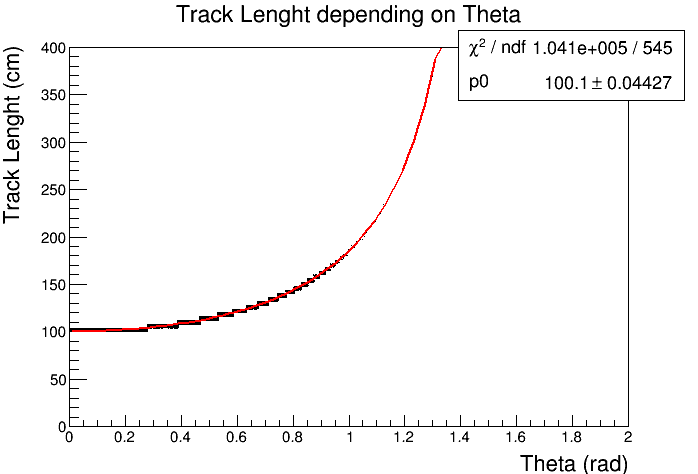 Track Lenght depending on Theta
χ² / ndf 1.041e+005 / 545
p0 100.1 ± 0.04427
Track Lenght (cm)
400
350
300
250
200
150
100
50
0
0 0.2 0.4 0.6 0.8 1 1.2 1.4 1.6 1.8 2
Theta (rad)